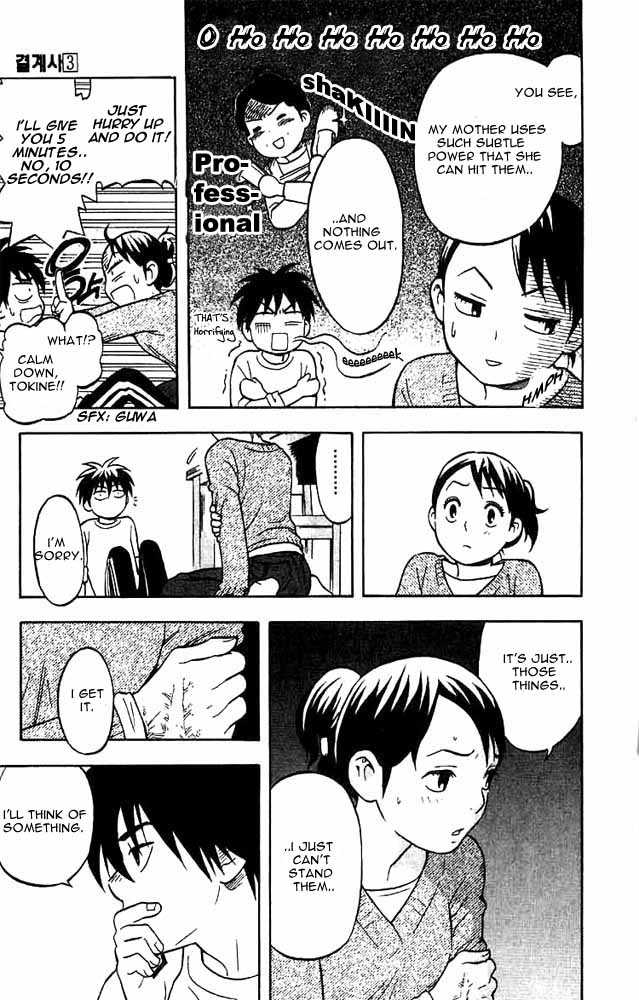 결계사 3
O Ho Ho Ho Ho Ho Ho Ho
YOU SEE,
MY MOTHER USES
SUCH SUBTLE
POWER THAT SHE
CAN HIT THEM..
shaKIIIIN
Pro-
fess-
ional
..AND
NOTHING
COMES OUT.
THAT'S
Horrifying
eeeeeeeeek
HMPH
JUST
HURRY UP
AND DO IT!
I'LL GIVE
YOU 5
MINUTES..
NO, 10
SECONDS!!
WHAT!?
CALM
DOWN,
TOKINE!!
SFX: GUWA
.........
I'M
SORRY.
IT'S JUST..
THOSE
THINGS..
..I JUST
CAN'T
STAND
THEM..
I GET
IT.
I'LL THINK OF
SOMETHING.